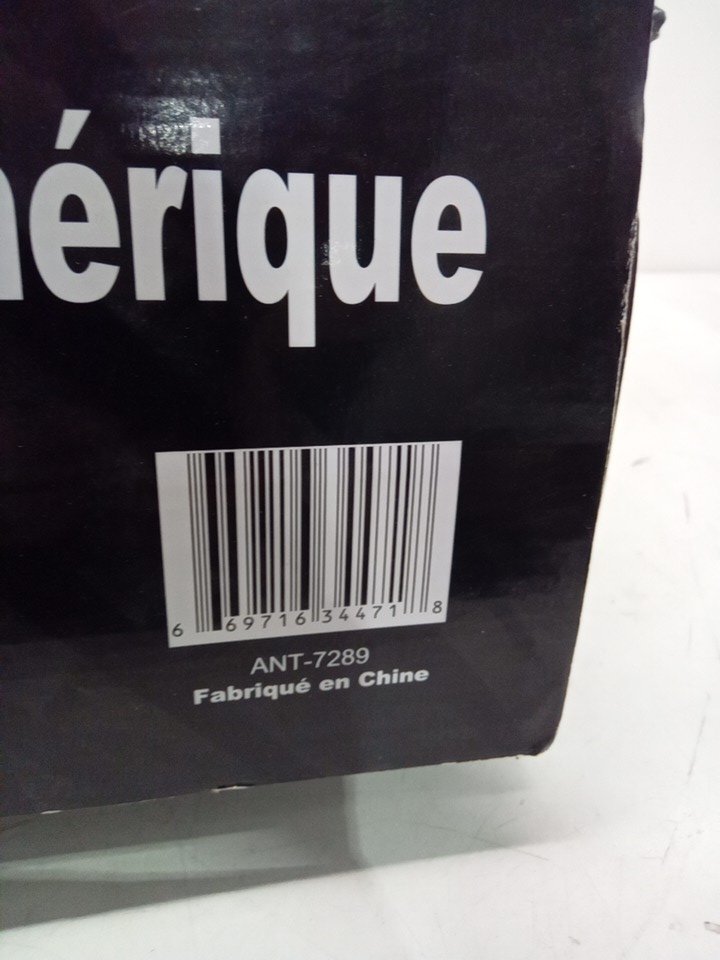 érique
6 69716 34471 8
ANT-7289
Fabriqué en Chine